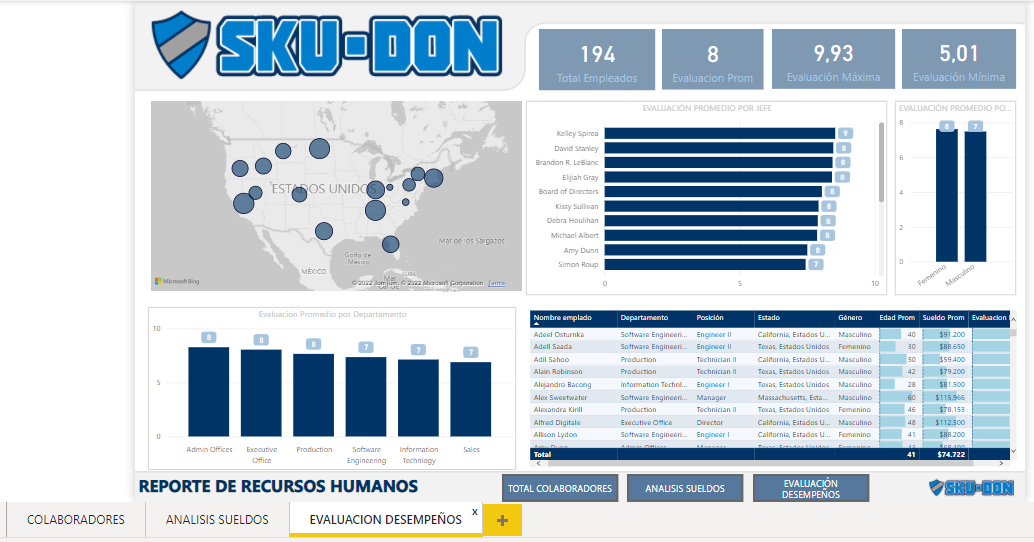 SKU-DON
194
Total Empleados
8
Evaluacion Prom
9,93
Evaluación Máxima
5,01
Evaluación Mínima
ESTADOS UNIDOS
Mar de los Sargazos
Golfo de
México
MÉXICO
CUBA
Mar
Caribe
Microsoft Bing
© 2022 TomTom, © 2022 Microsoft Corporation Terms
EVALUACIÓN PROMEDIO POR JEFE
Kelley Spirea 9
David Stanley 8
Brandon R. LeBlanc 8
Elijiah Gray 8
Board of Directors 8
Kissy Sullivan 8
Debra Houlihan 8
Michael Albert 8
Amy Dunn 8
Simon Roup 7
0 5 10
EVALUACIÓN PROMEDIO PO...
8
6
4
2
0
8 7
Femenino Masculino
Evaluación Promedio por Departamento
10
5
0
8 8 8 7 7 7
Admin Offices
Executive Office
Production
Software Engineering
Information Technology
Sales
Nombre emplado Departamento Posición Estado Género Edad Prom Sueldo Prom Evaluacion
Adeel Osturnka Software Engineeri... Engineer II California, Estados U... Masculino 40 $91.200
Adell Saada Software Engineeri... Engineer II Texas, Estados Unidos Femenino 30 $88.650
Adil Sahoo Production Technician II California, Estados U... Masculino 50 $59.400
Alain Robinson Production Technician II Texas, Estados Unidos Masculino 42 $79.200
Alejandro Bacong Information Technl... Engineer I Texas, Estados Unidos Masculino 28 $81.500
Alex Sweetwater Software Engineeri... Manager Massachusetts, Esta... Masculino 60 $115.966
Alexandra Kirill Production Technician II Texas, Estados Unidos Femenino 46 $78.153
Alfred Digitale Executive Office Director California, Estados U... Masculino 48 $112.500
Allison Lydon Software Engineeri... Engineer I Texas, Estados Unidos Femenino 41 $88.200
Total 41 $74.722
REPORTE DE RECURSOS HUMANOS
TOTAL COLABORADORES
ANALISIS SUELDOS
EVALUACIÓN
DESEMPEÑOS
SKU-DON
COLABORADORES
ANALISIS SUELDOS
EVALUACION DESEMPEÑOS
x
+